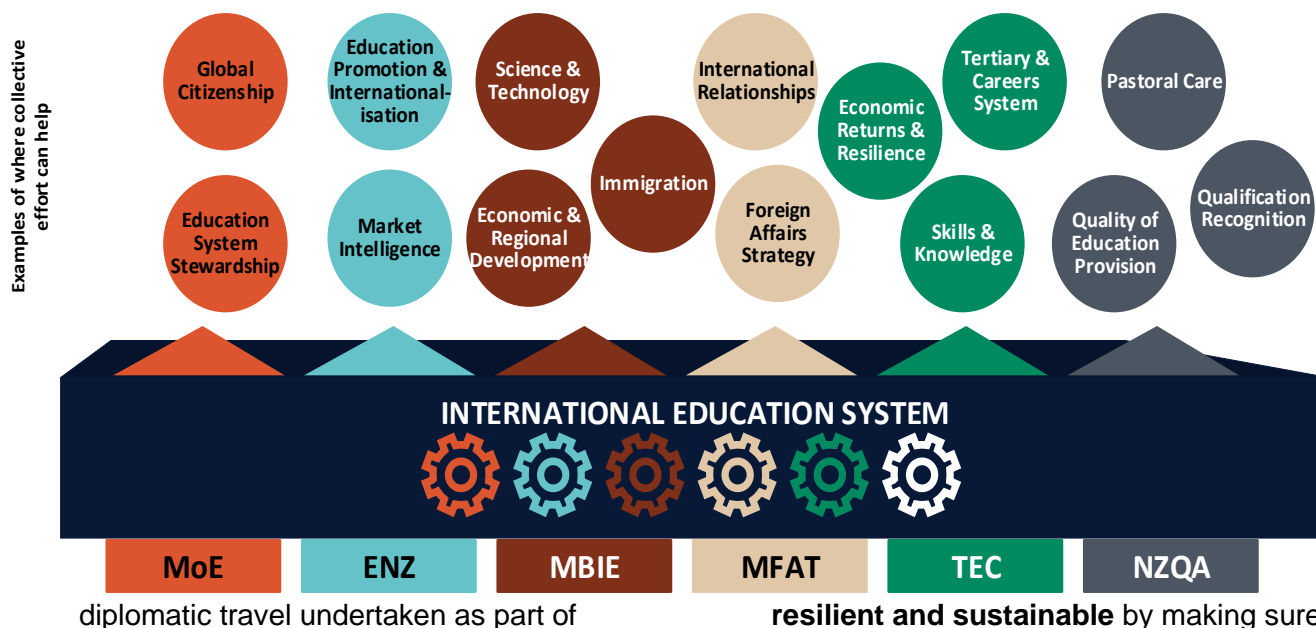 Examples of where collective
effort can help
Global
Citizenship
Education
Promotion &
International-
isation
Science &
Technology
International
Relationships
Economic
Returns &
Resilience
Tertiary &
Careers
System
Pastoral Care
Education
System
Stewardship
Market
Intelligence
Economic &
Regional
Development
Immigration
Foreign
Affairs
Strategy
Skills &
Knowledge
Quality of
Education
Provision
Qualification
Recognition
INTERNATIONAL EDUCATION SYSTEM
MoE
ENZ
MBIE
MFAT
TEC
NZQA
diplomatic travel undertaken as part of
resilient and sustainable by making sure